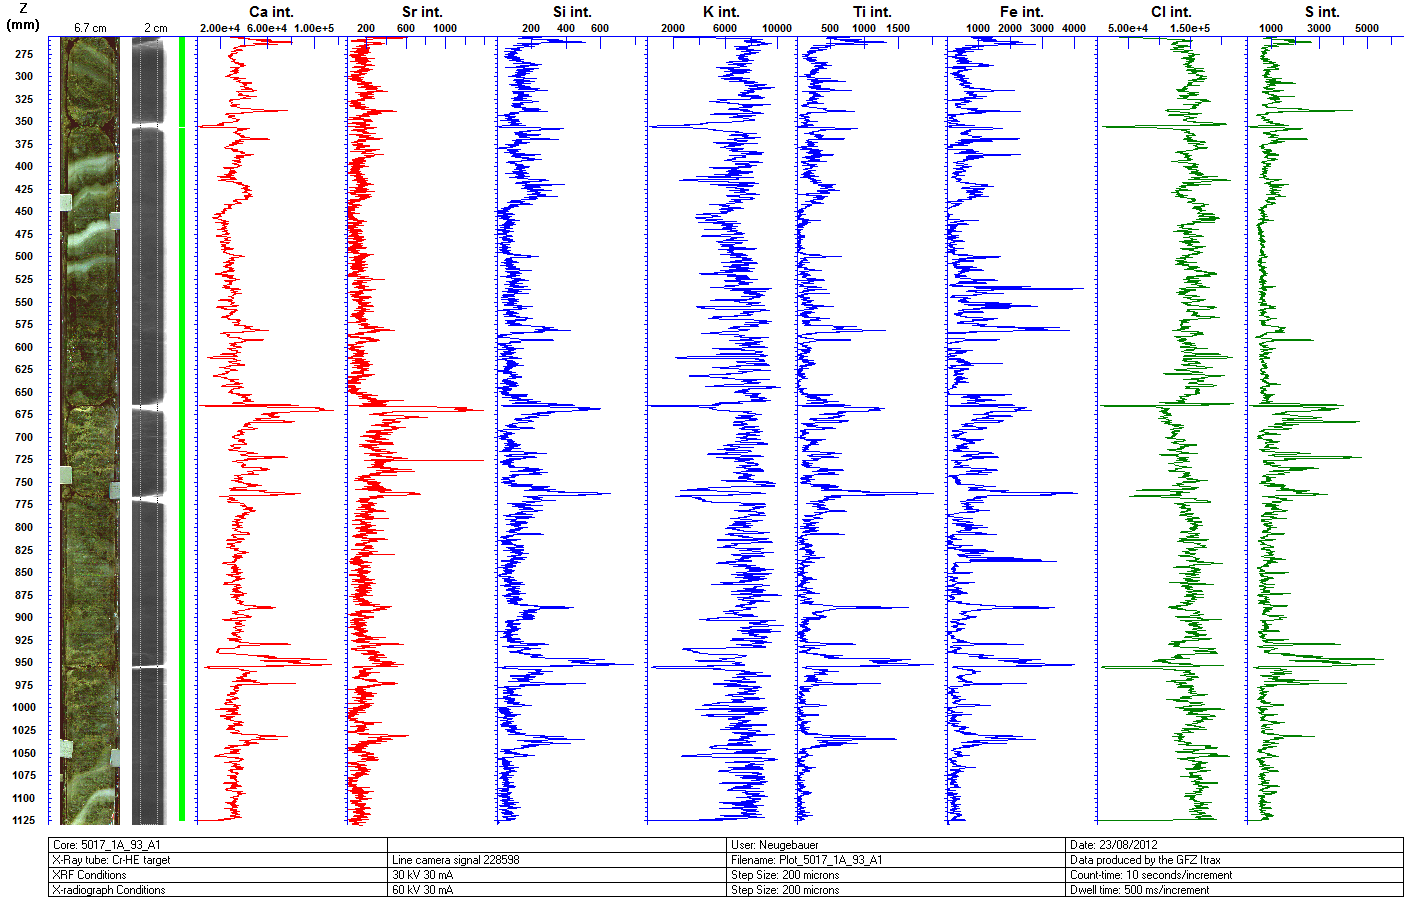 Z
(mm)
6.7 cm
2 cm
Ca int.
2.00e+4 6.00e+4 1.00e+5
Sr int.
200 600 1000
Si int.
200 400 600
K int.
2000 6000 10000
Ti int.
500 1000 1500
Fe int.
1000 2000 3000 4000
Cl int.
5.00e+4 1.50e+5
S int.
1000 3000 5000
275
300
325
350
375
400
425
450
475
500
525
550
575
600
625
650
675
700
725
750
775
800
825
850
875
900
925
950
975
1000
1025
1050
1075
1100
1125
Core: 5017_1A_93_A1
User: Neugebauer
Date: 23/08/2012
X-Ray tube: Cr-HE target
Line camera signal 228598
Filename: Plot_5017_1A_93_A1
Data produced by the GFZ Itrax
XRF Conditions
30 kV 30 mA
Step Size: 200 microns
Count-time: 10 seconds/increment
X-radiograph Conditions
60 kV 30 mA
Step Size: 200 microns
Dwell time: 500 ms/increment